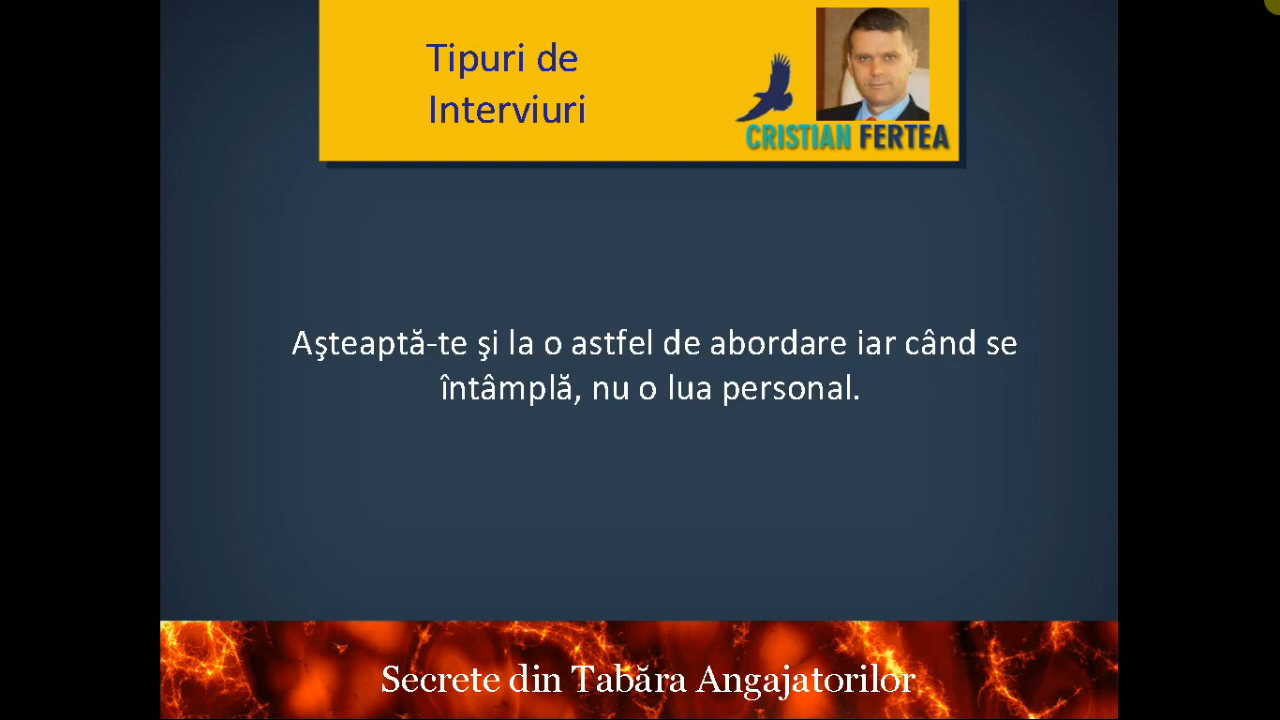 Tipuri de
Interviuri
CRISTIAN FERTEA
Aşteaptă-te şi la o astfel de abordare iar când se
întâmplă, nu o lua personal.
Secrete din Tabăra Angajatorilor